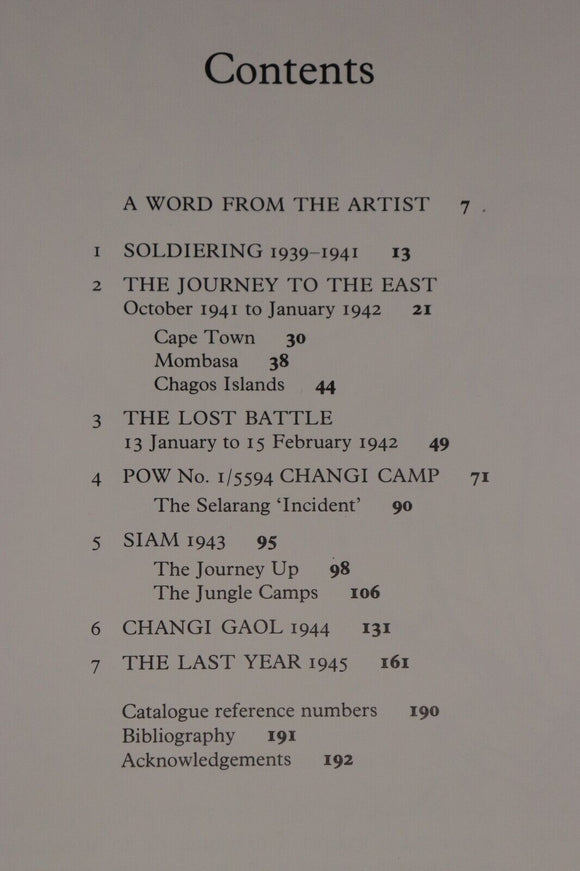 Contents
A WORD FROM THE ARTIST 7
1 SOLDIERING 1939–1941 13
2 THE JOURNEY TO THE EAST
October 1941 to January 1942 21
Cape Town 30
Mombasa 38
Chagos Islands 44
3 THE LOST BATTLE
13 January to 15 February 1942 49
4 POW No. 1/5594 CHANGI CAMP 71
The Selarang ‘Incident’ 90
5 SIAM 1943 95
The Journey Up 98
The Jungle Camps 106
6 CHANGI GAOL 1944 131
7 THE LAST YEAR 1945 161
Catalogue reference numbers 190
Bibliography 191
Acknowledgements 192